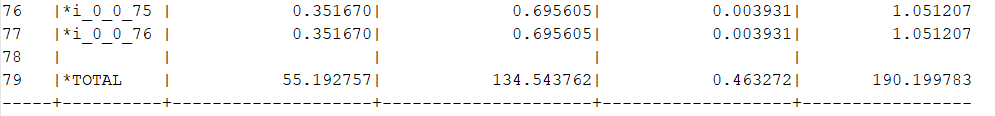 76   |*i_0_0_75 |            0.351670|             0.695605|           0.003931|         1.051207
77   |*i_0_0_76 |            0.351670|             0.695605|           0.003931|         1.051207
78   |          |                    |                     |                   |
79   |*TOTAL    |           55.192757|           134.543762|           0.463272|       190.199783
-----+----------+--------------------+---------------------+-------------------+-----------------